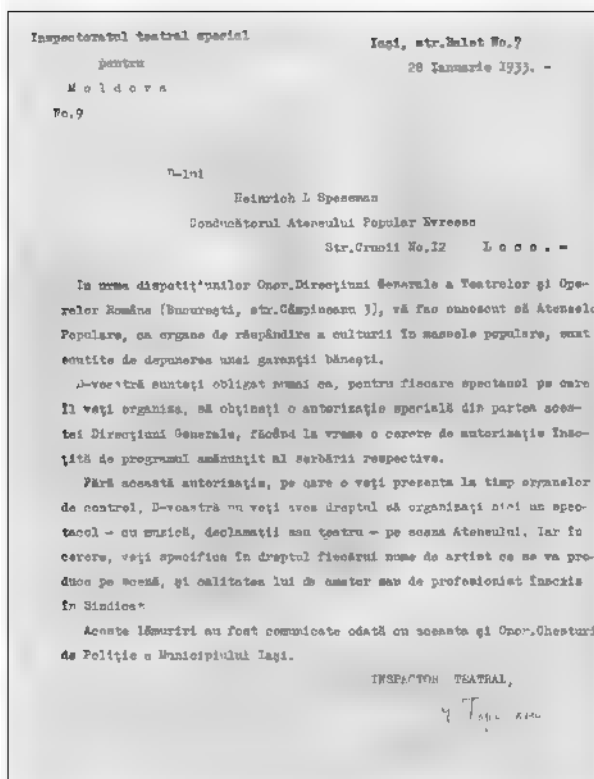 Inspectoratul teatral special
pentru
M o l d o v a
No.9
Iaşi, str.Balet No.7
28 Ianuarie 1933. -
D-lui
Heinrich L Spessman
Conducătorul Ateneului Popular Evreesc
Str.Crucii No.I2 L o c o . -
In urma dispotiţiunilor Onor.Direcţiuni Generale a Teatrelor şi Ope-
relor Române (Bucureşti, str.Câmpineanu 3), vă fac cunoscut că Ateneele
Populare, ca organe de răspândire a culturii în massele populare, sunt
scutite de depunerea unei garanţii băneşti.
D-voastră sunteţi obligat numai ca, pentru fiecare spectacol pe care
îl veţi organiza, să obţineţi o autorizaţie specială din partea aces-
tei Direcţiuni Generale, făcând la vreme o cerere de autorizaţie înso-
ţită de programul amănunţit al serbării respective.
Fără această autorizaţie, pe care o veţi prezenta la timp organelor
de control, D-voastră nu veţi avea dreptul să organizaţi nici un spec-
tacol - cu muzică, declamaţii sau teatru - pe scena Ateneului. Iar în
cerere, veţi specifica în dreptul fiecărui nume de artist ce se va pro-
duce pe scenă, şi calitatea lui de amator sau de profesionist înscris
în Sindicat
Aceste lămuriri au fost comunicate odată cu aceasta şi Onor.Chesturi
de Poliţie a Municipiului Iaşi.
INSPECTOR TEATRAL,